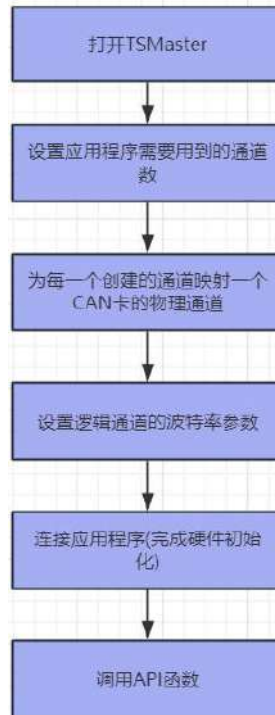 打开TSMaster
设置应用程序需要用到的通道
数
为每一个创建的通道映射一个
CAN卡的物理通道
设置逻辑通道的波特率参数
连接应用程序(完成硬件初始
化)
调用API函数